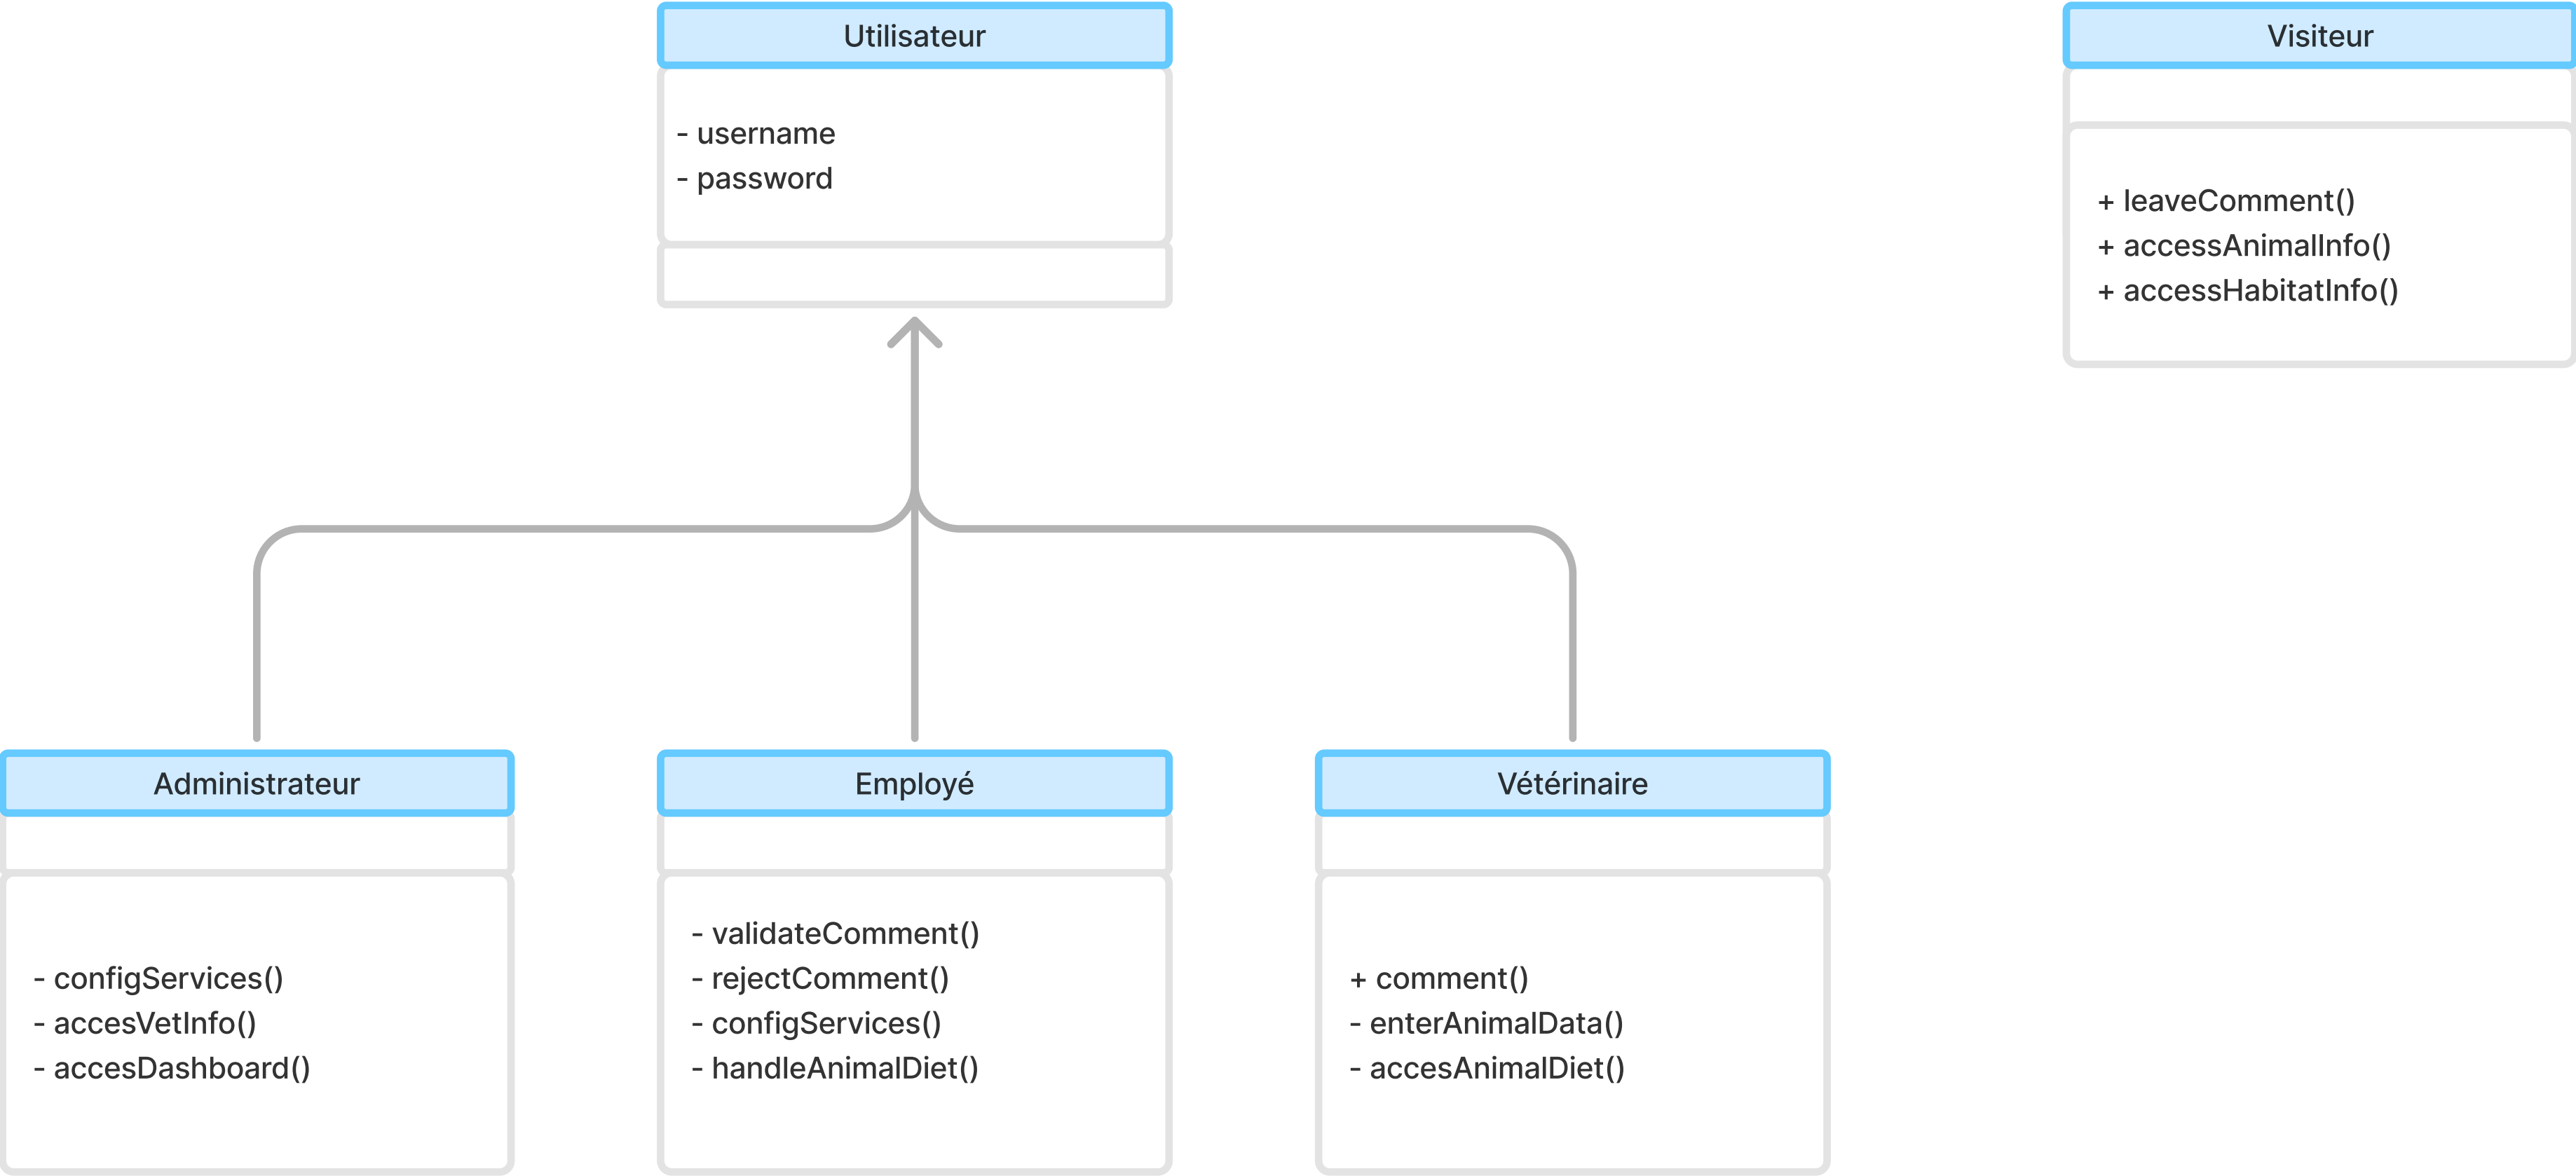 Utilisateur
- username
- password
Visiteur
+ leaveComment()
+ accessAnimalInfo()
+ accessHabitatInfo()
Administrateur
- configServices()
- accesVetInfo()
- accesDashboard()
Employé
- validateComment()
- rejectComment()
- configServices()
- handleAnimalDiet()
Vétérinaire
+ comment()
- enterAnimalData()
- accesAnimalDiet()